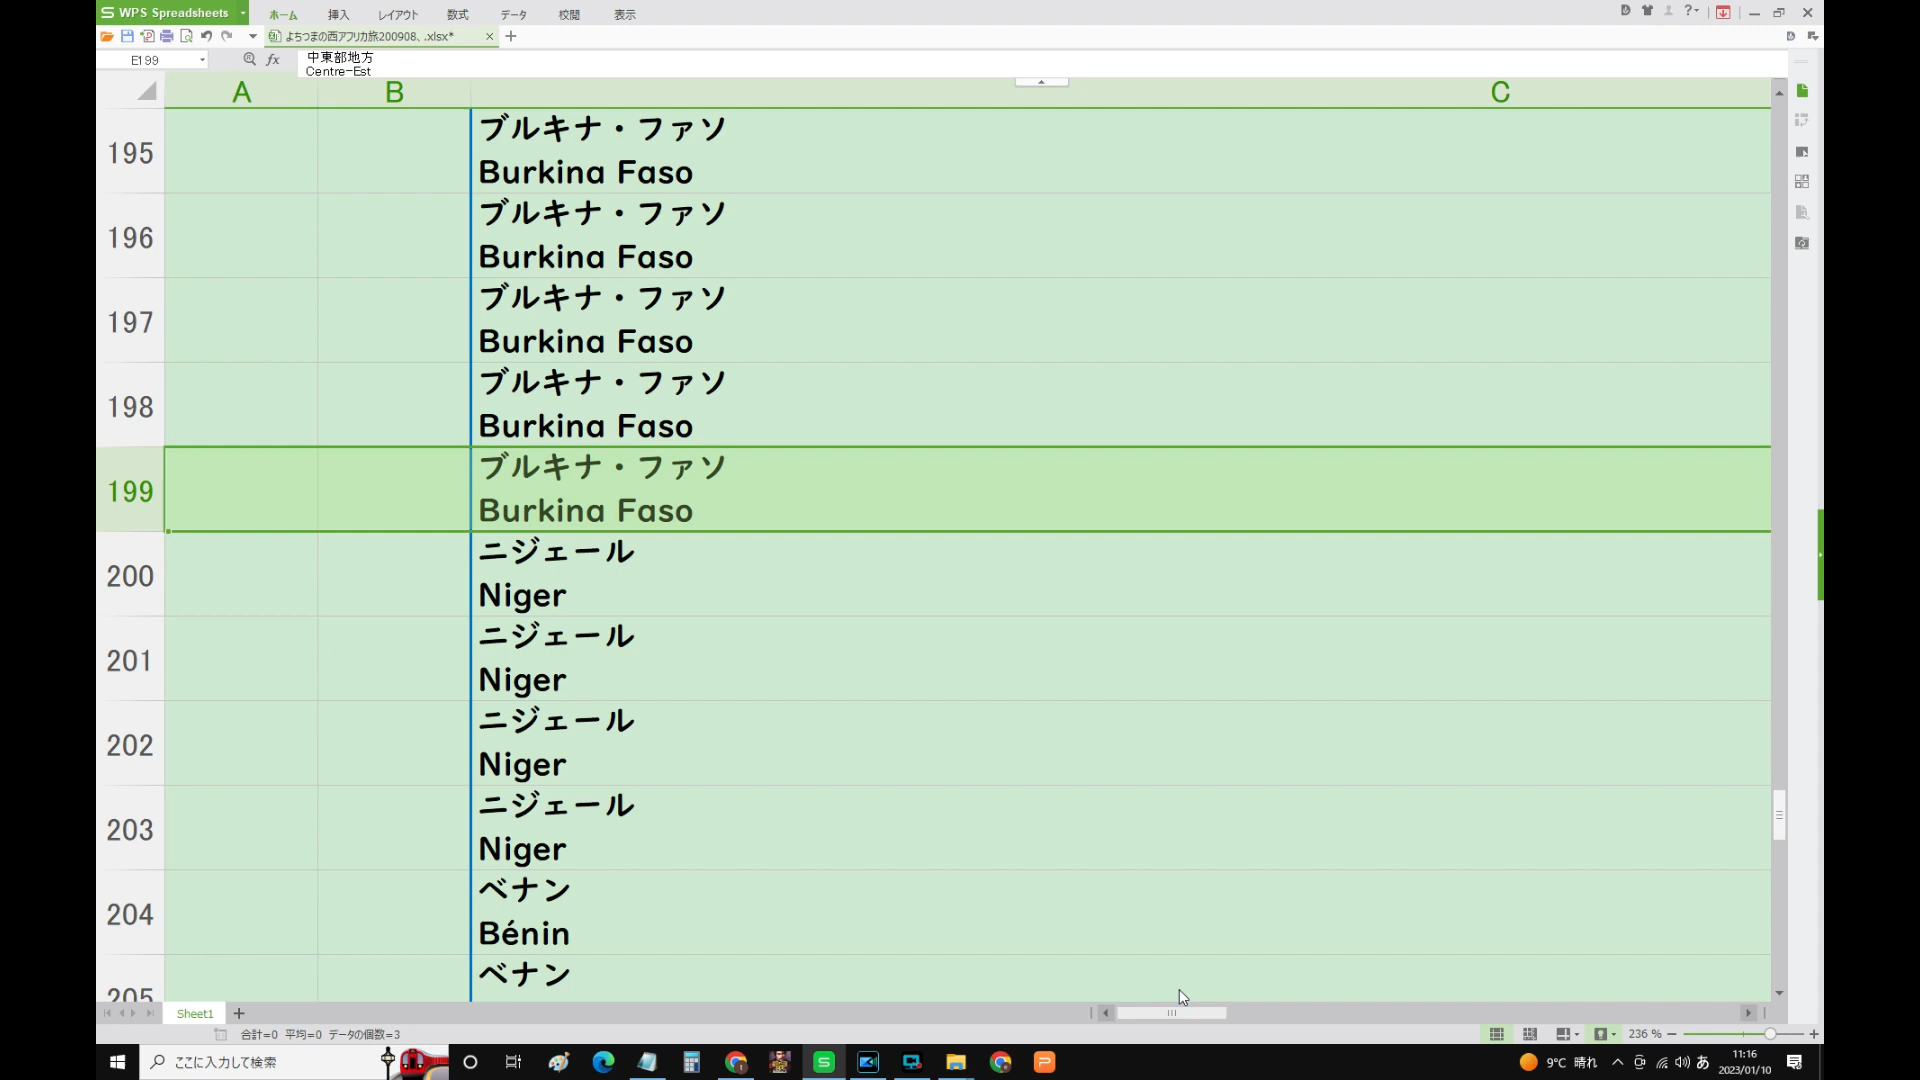 WPS Spreadsheets
ホーム 挿入 レイアウト 数式 データ 校閲 表示
よちつまの西アフリカ旅200908、.xlsx*
E199
fx
中東部地方
Centre-Est
A B C
195
ブルキナ・ファソ
Burkina Faso
196
ブルキナ・ファソ
Burkina Faso
197
ブルキナ・ファソ
Burkina Faso
198
ブルキナ・ファソ
Burkina Faso
199
ブルキナ・ファソ
Burkina Faso
200
ニジェール
Niger
201
ニジェール
Niger
202
ニジェール
Niger
203
ニジェール
Niger
204
ベナン
Bénin
205
ベナン
Sheet1
合計=0 平均=0 データの個数=3
236 %
ここに入力して検索
9°C 晴れ
あ
11:16
2023/01/10